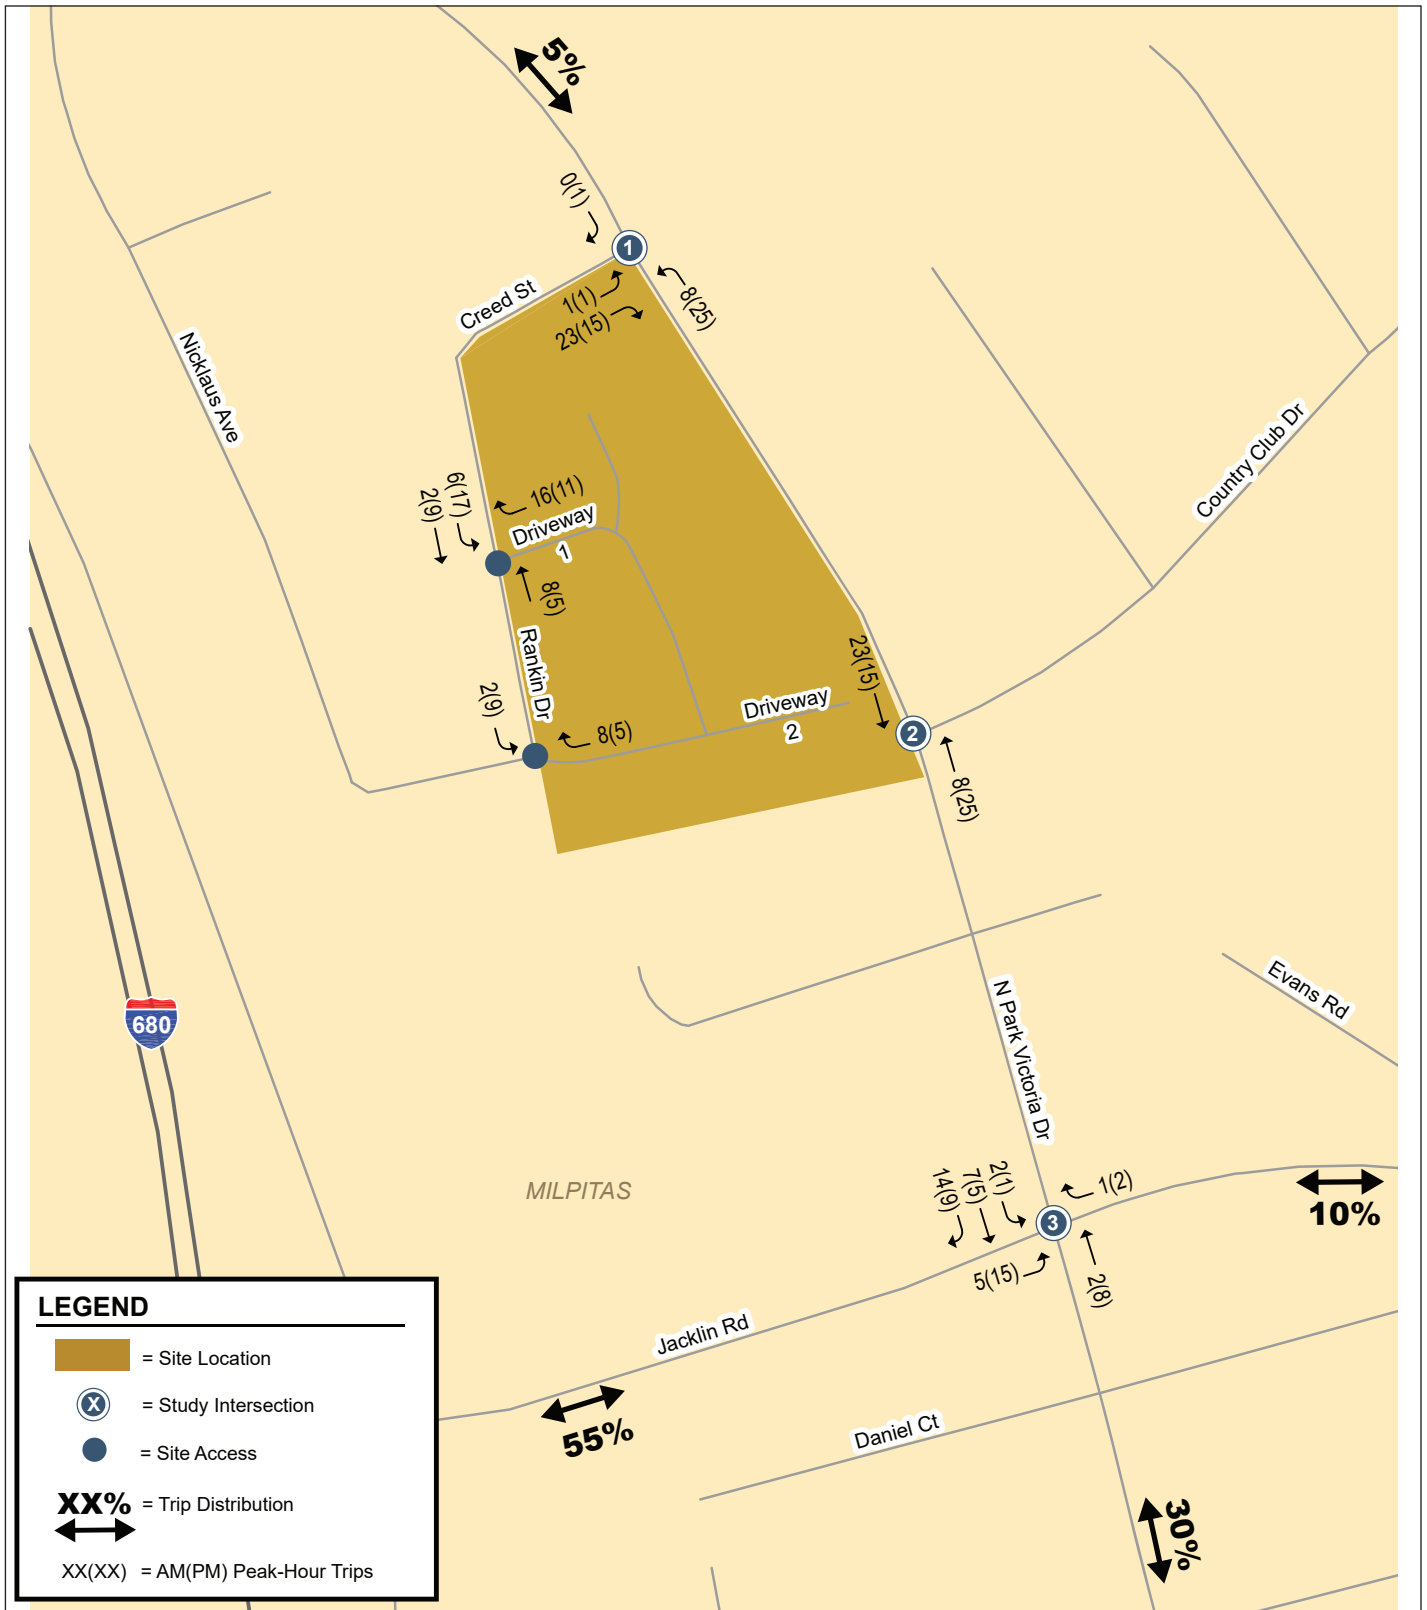 5%
0(1)
1
Creed St
1(1)
23(15)
8(25)
Nicklaus Ave
Country Club Dr
6(17)
2(9)
16(11)
Driveway
1
8(5)
Rankin Dr
23(15)
2(9)
8(5)
Driveway
2
2
8(25)
Evans Rd
N Park Victoria Dr
680
MILPITAS
2(1)
7(5)
14(9)
1(2)
3
10%
5(15)
2(8)
Jacklin Rd
55%
Daniel Ct
30%
LEGEND
= Site Location
X = Study Intersection
= Site Access
XX% = Trip Distribution
XX(XX) = AM(PM) Peak-Hour Trips